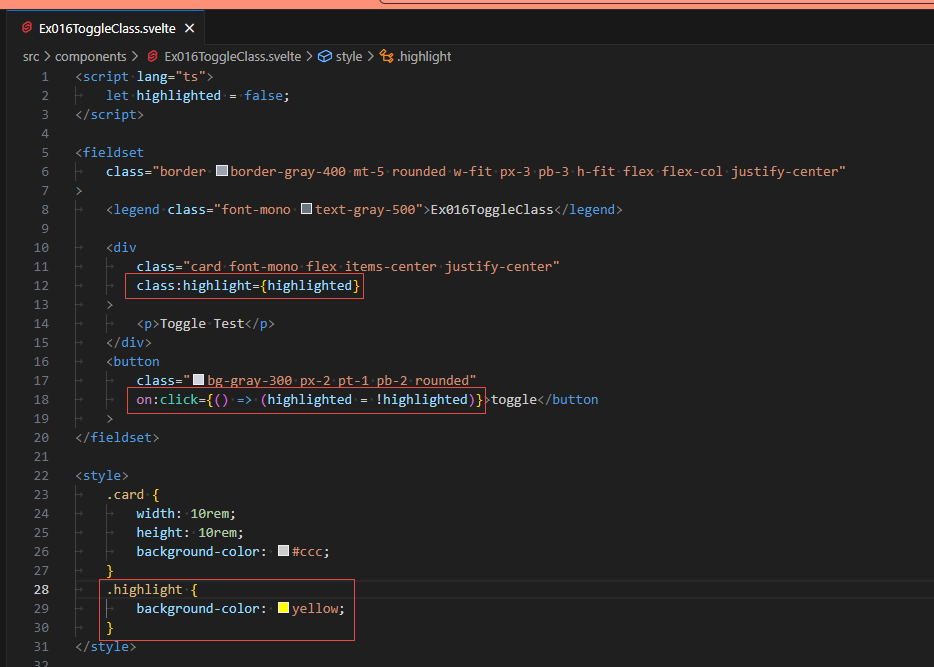 Ex016ToggleClass.svelte
src > components > Ex016ToggleClass.svelte > style > .highlight
1 <script lang="ts">
2 let highlighted = false;
3 </script>
4
5 <fieldset
6 class="border border-gray-400 mt-5 rounded w-fit px-3 pb-3 h-fit flex flex-col justify-center"
7 >
8 <legend class="font-mono text-gray-500">Ex016ToggleClass</legend>
9
10 <div
11 class="card font-mono flex items-center justify-center"
12 class:highlight={highlighted}
13 >
14 <p>Toggle Test</p>
15 </div>
16 <button
17 class="bg-gray-300 px-2 pt-1 pb-2 rounded"
18 on:click={() => (highlighted = !highlighted)}>toggle</button
19 >
20 </fieldset>
21
22 <style>
23 .card {
24 width: 10rem;
25 height: 10rem;
26 background-color: #ccc;
27 }
28 .highlight {
29 background-color: yellow;
30 }
31 </style>
32